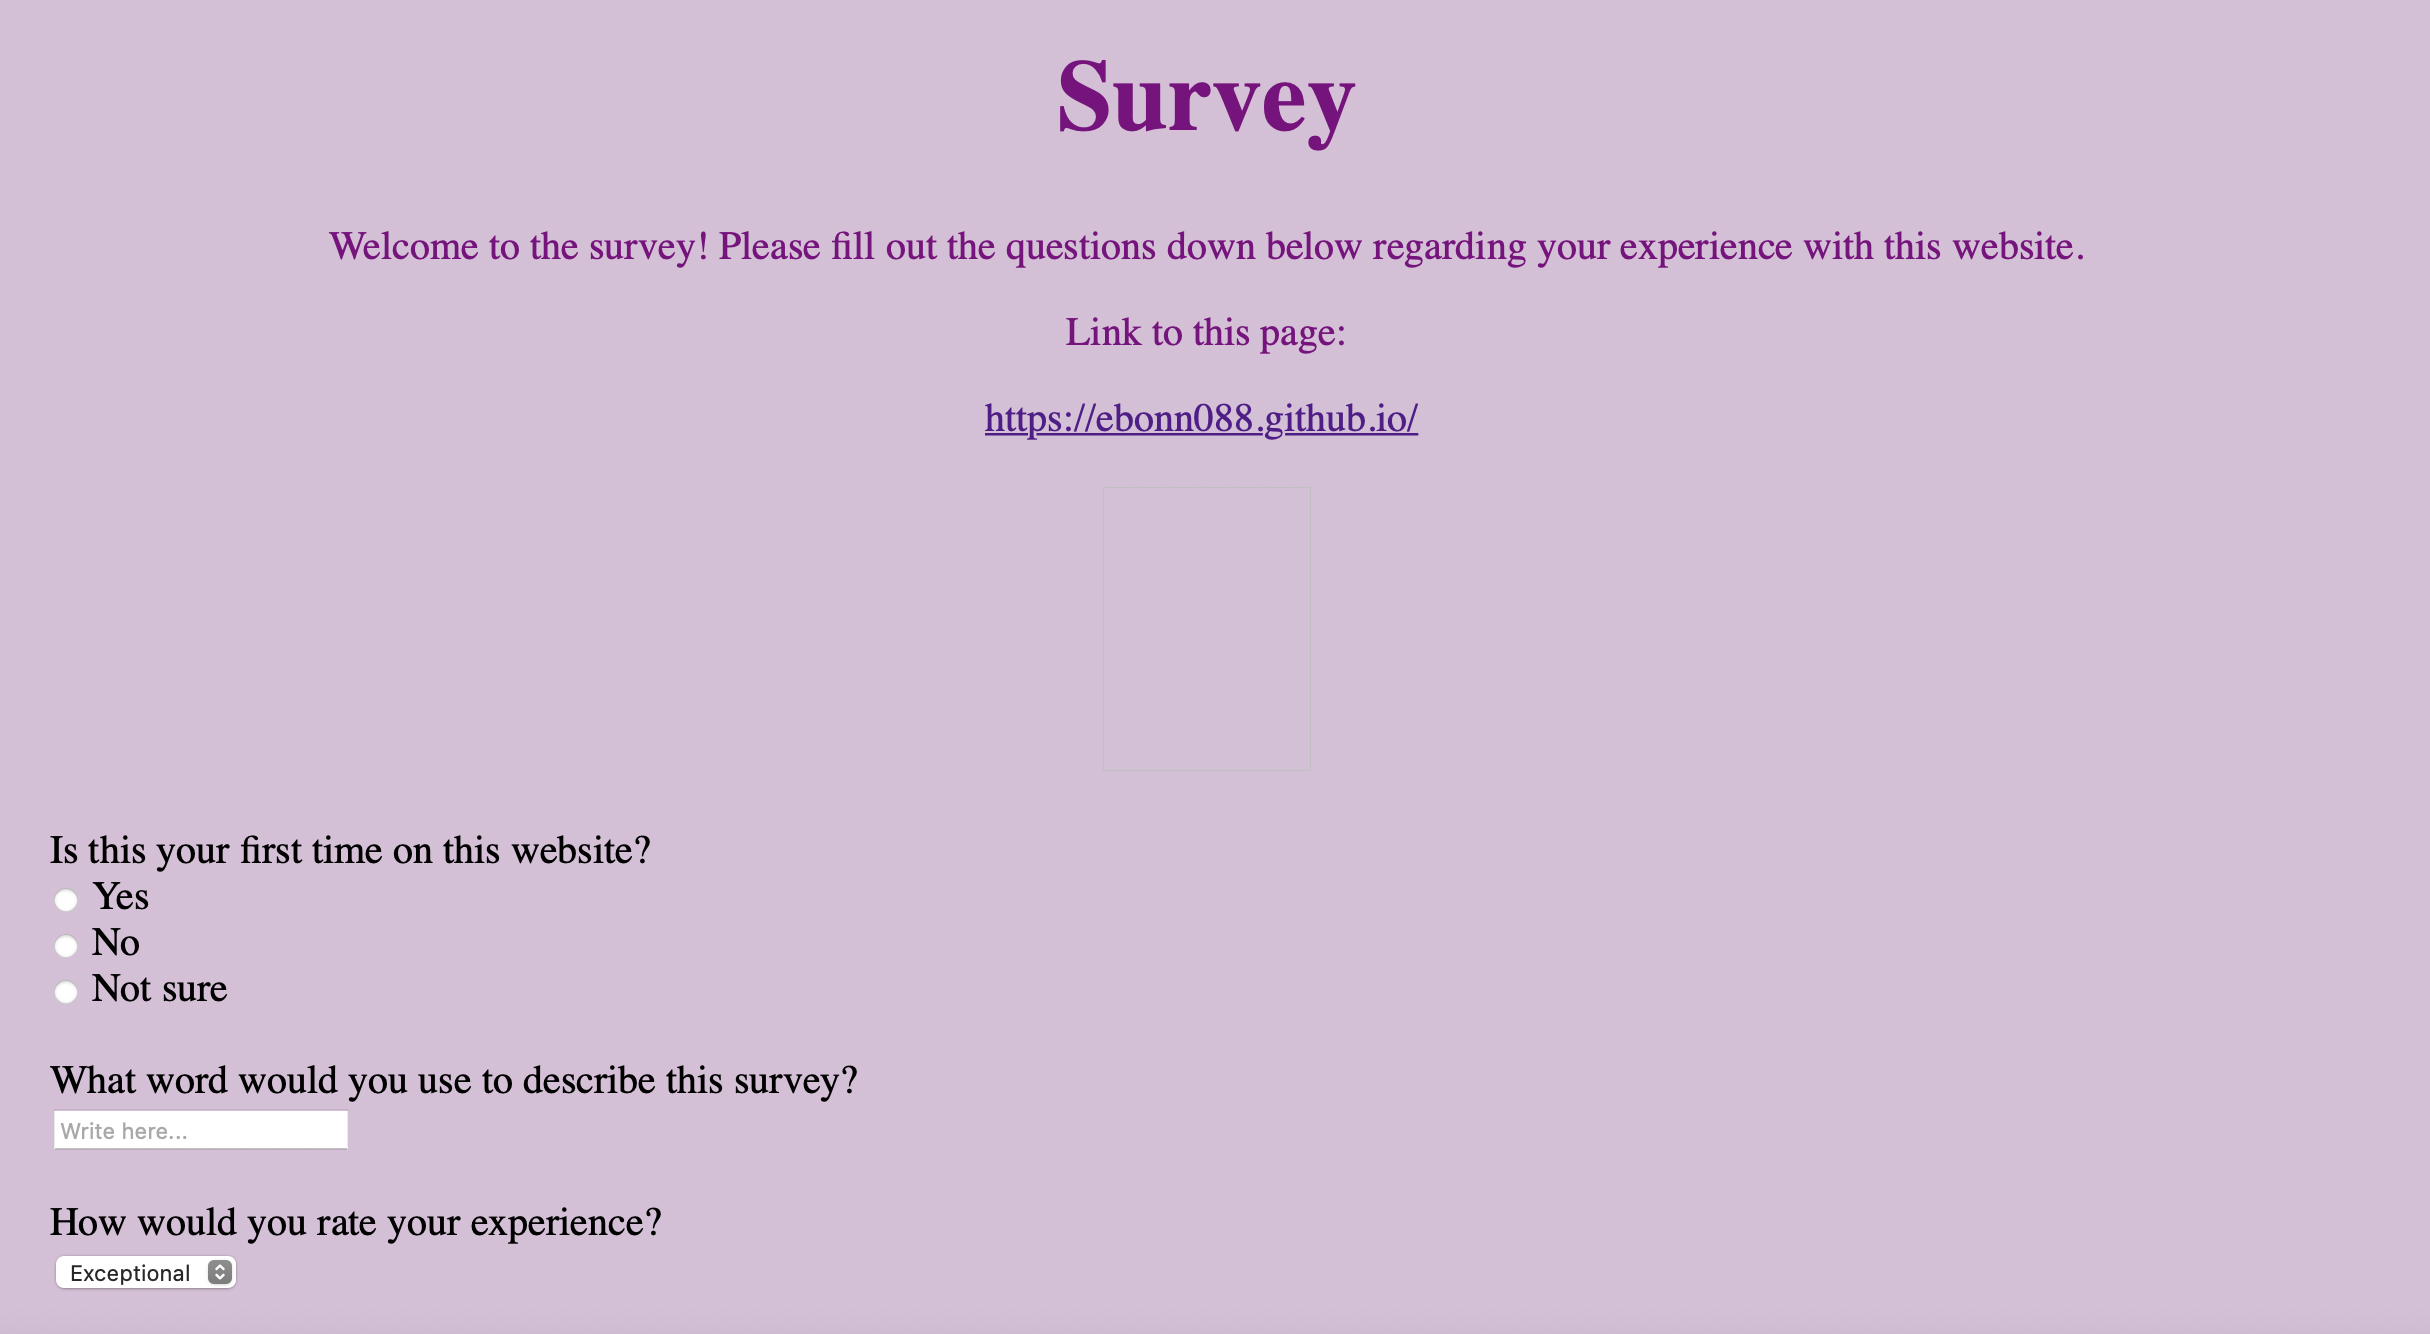 Survey
Welcome to the survey! Please fill out the questions down below regarding your experience with this website.
Link to this page:
https://ebonn088.github.io/
Is this your first time on this website?
Yes
No
Not sure
What word would you use to describe this survey?
Write here...
How would you rate your experience?
Exceptional